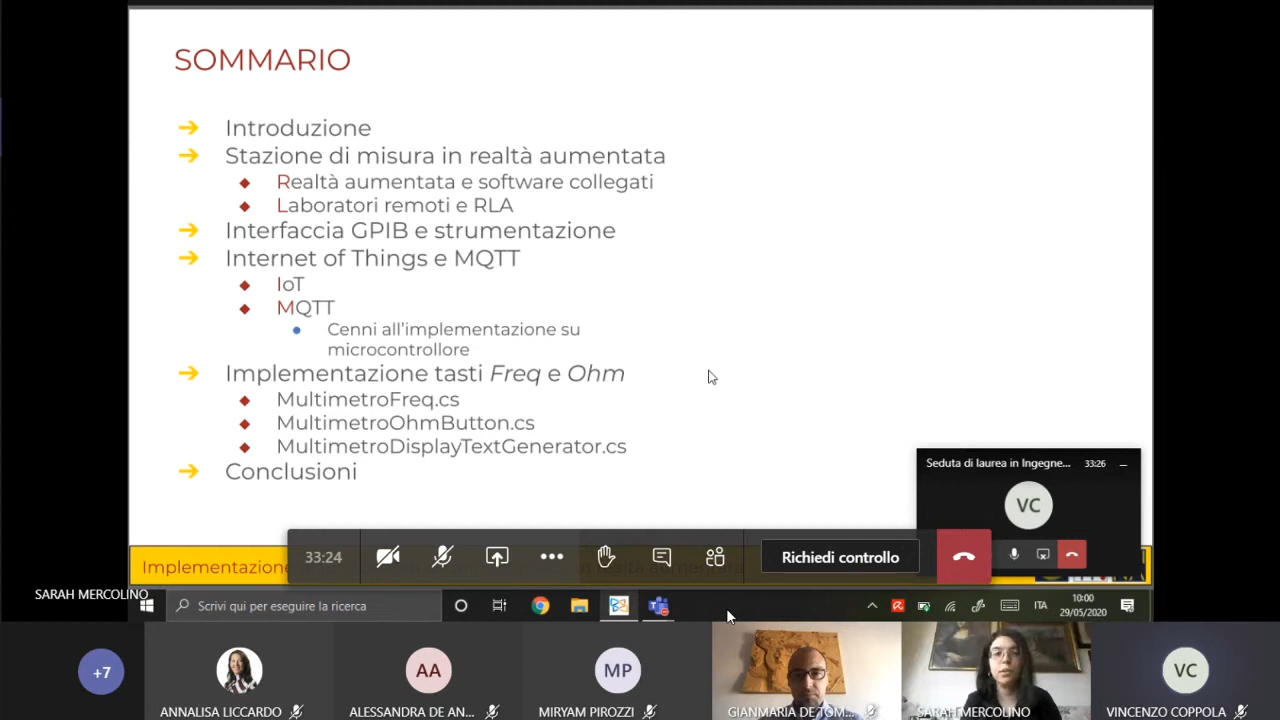 SOMMARIO
Introduzione
Stazione di misura in realtà aumentata
Realtà aumentata e software collegati
Laboratori remoti e RLA
Interfaccia GPIB e strumentazione
Internet of Things e MQTT
IoT
MQTT
Cenni all'implementazione su
microcontrollore
Implementazione tasti Freq e Ohm
MultimetroFreq.cs
MultimetroOhmButton.cs
MultimetroDisplayTextGenerator.cs
Conclusioni
Seduta di laurea in Ingegne... 33:26
VC
33:24
Richiedi controllo
Implementazione
SARAH MERCOLINO
Scrivi qui per eseguire la ricerca
ITA
10:00
29/05/2020
+7
ANNALISA LICCARDO
AA
ALESSANDRA DE AN...
MP
MIRYAM PIROZZI
GIANMARIA DE TOM...
SARAH MERCOLINO
VC
VINCENZO COPPOLA